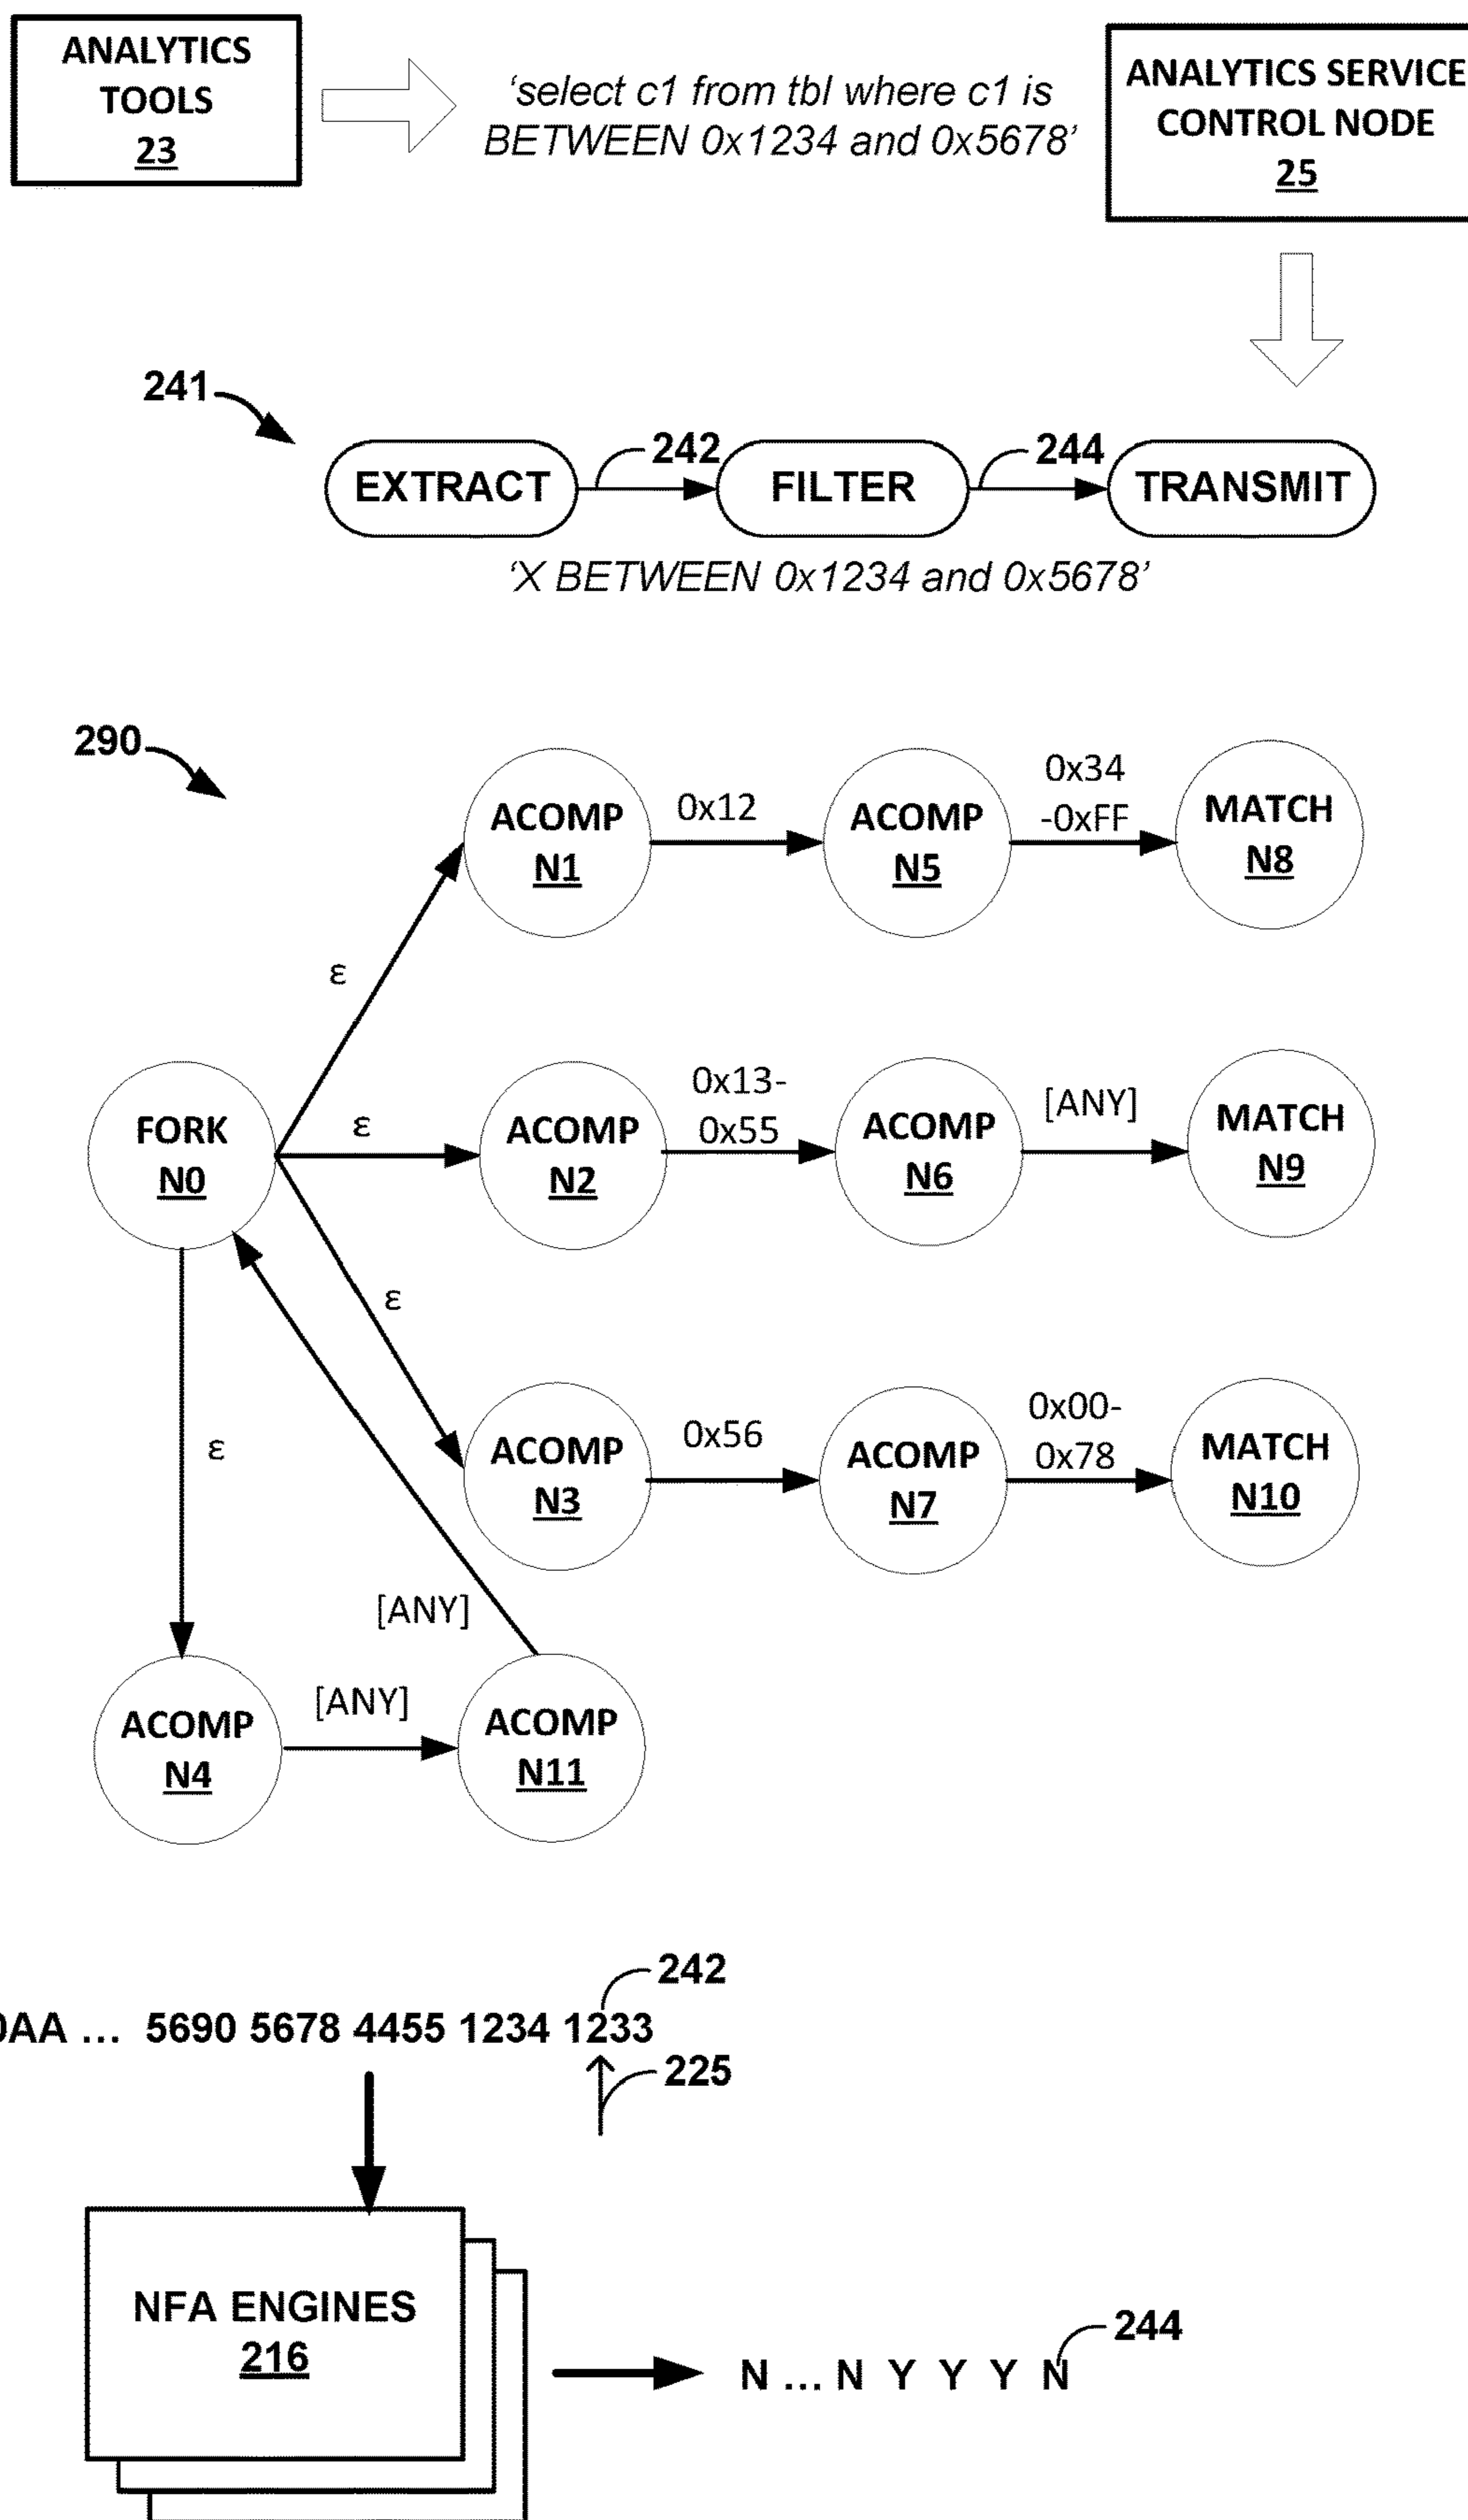 ANALYTICS
TOOLS
23
‘select c1 from tbl where c1 is
BETWEEN 0x1234 and 0x5678’
ANALYTICS SERVICE
CONTROL NODE
25
241
EXTRACT
242
FILTER
244
TRANSMIT
‘X BETWEEN 0x1234 and 0x5678’
290
ACOMP
N1
0x12
ACOMP
N5
0x34
-0xFF
MATCH
N8
ε
FORK
N0
ε
ACOMP
N2
0x13-
0x55
ACOMP
N6
[ANY]
MATCH
N9
ε
ε
ACOMP
N3
0x56
ACOMP
N7
0x00-
0x78
MATCH
N10
[ANY]
ACOMP
N4
[ANY]
ACOMP
N11
242
0AA ... 5690 5678 4455 1234 1233
225
NFA ENGINES
216
244
N ... N Y Y Y N